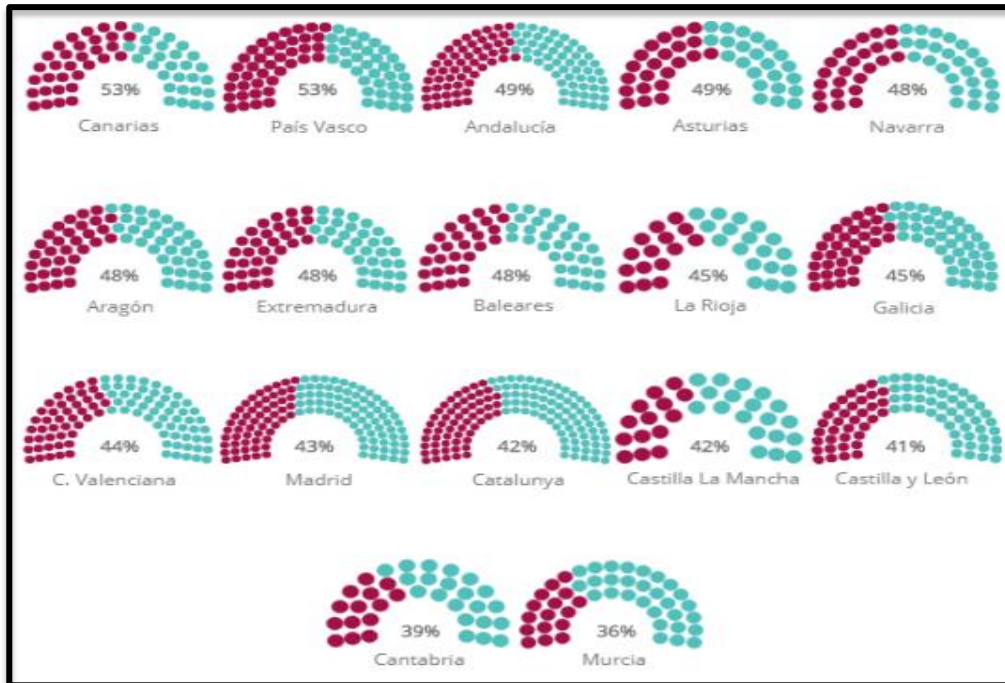 53% 53% 49% 49% 48%
Canarias País Vasco Andalucía Asturias Navarra
48% 48% 48% 45% 45%
Aragón Extremadura Baleares La Rioja Galicia
44% 43% 42% 42% 41%
C. Valenciana Madrid Catalunya Castilla La Mancha Castilla y León
39% 36%
Cantabria Murcia